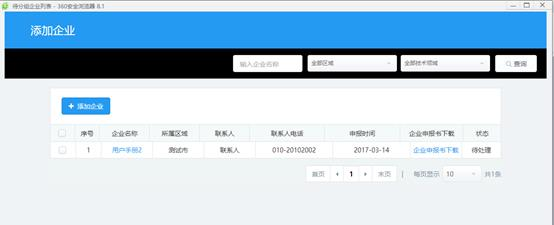 待分组企业列表 - 360安全浏览器 8.1
添加企业
输入企业名称 全部区域 全部技术领域 查询
+ 添加企业
序号 企业名称 所属区域 联系人 联系人电话 申报时间 企业申报书下载 状态
1 用户手册2 测试市 联系人 010-20102002 2017-03-14 企业申报书下载 待处理
首页 1 末页 | 每页显示 10 共1条